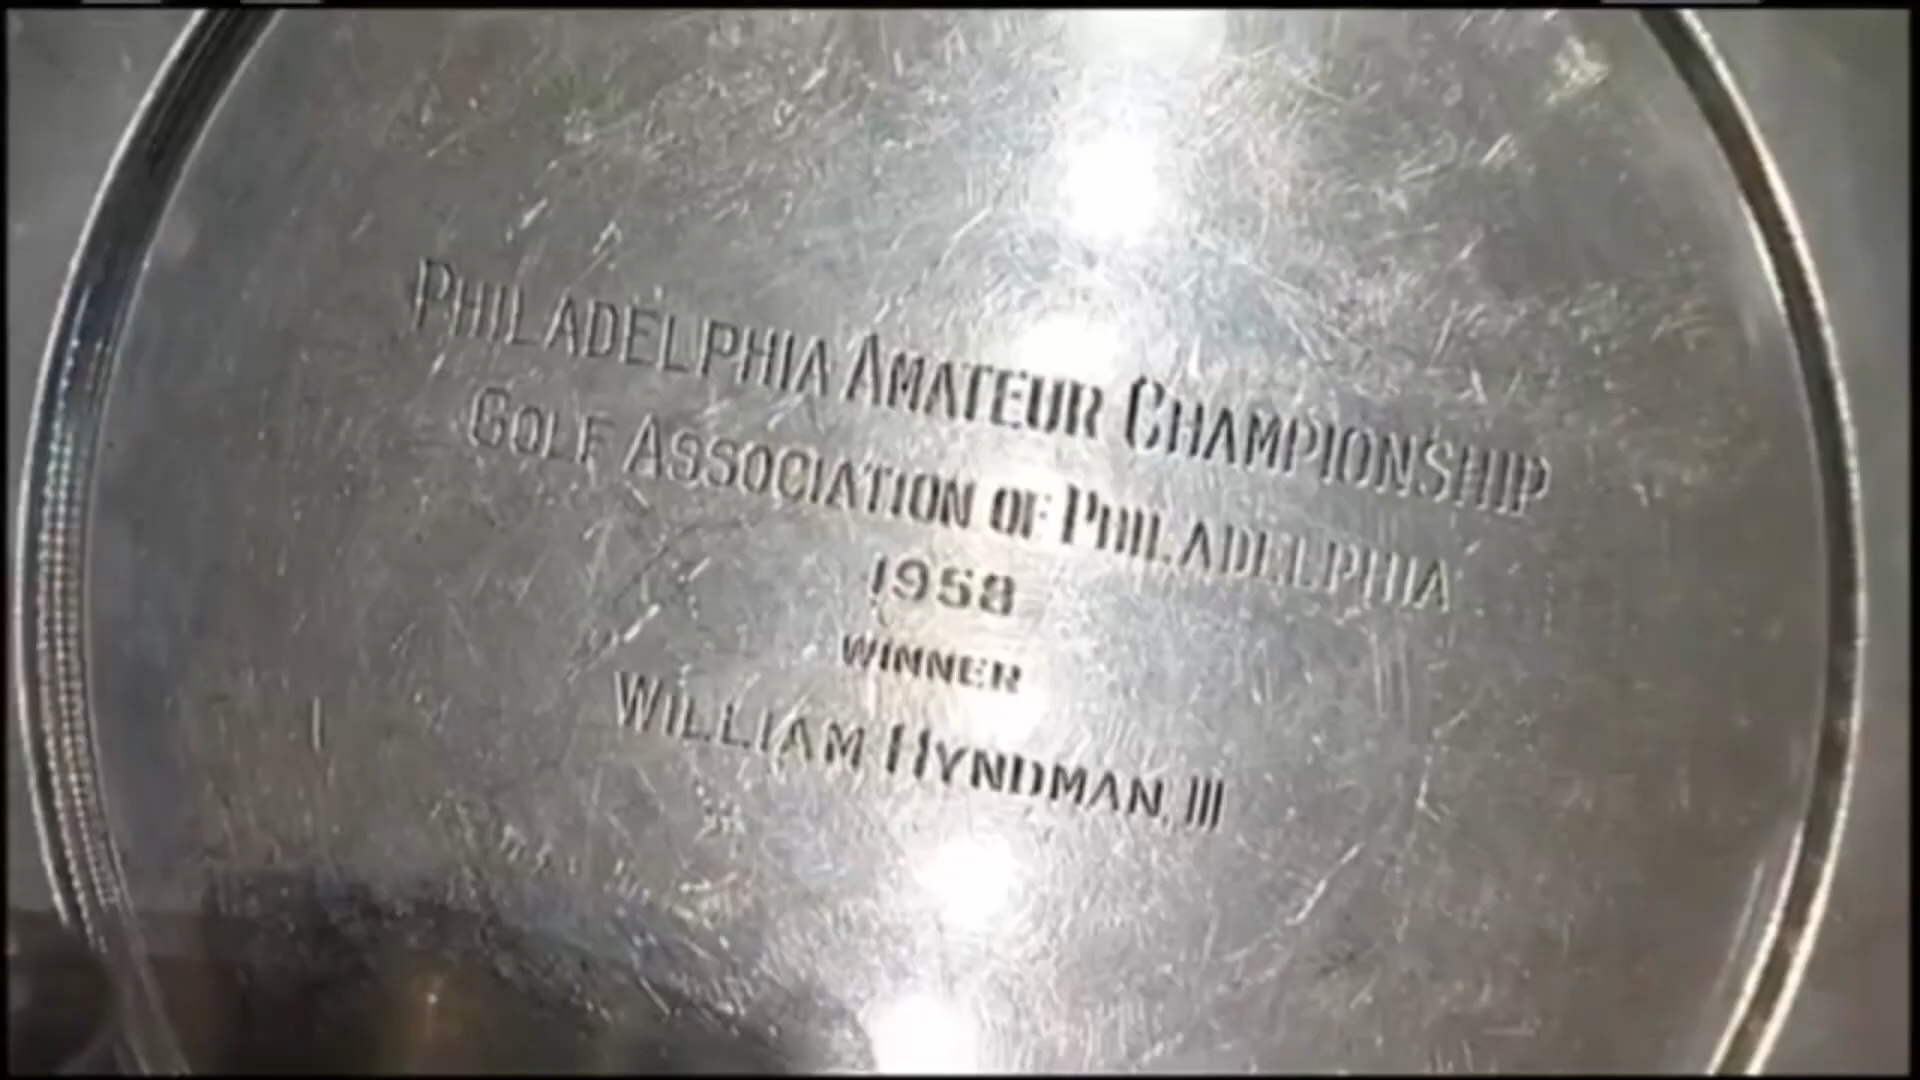 PHILADELPHIA AMATEUR CHAMPIONSHIP
GOLF ASSOCIATION OF PHILADELPHIA
1958
WINNER
WILLIAM HYNDMAN, III